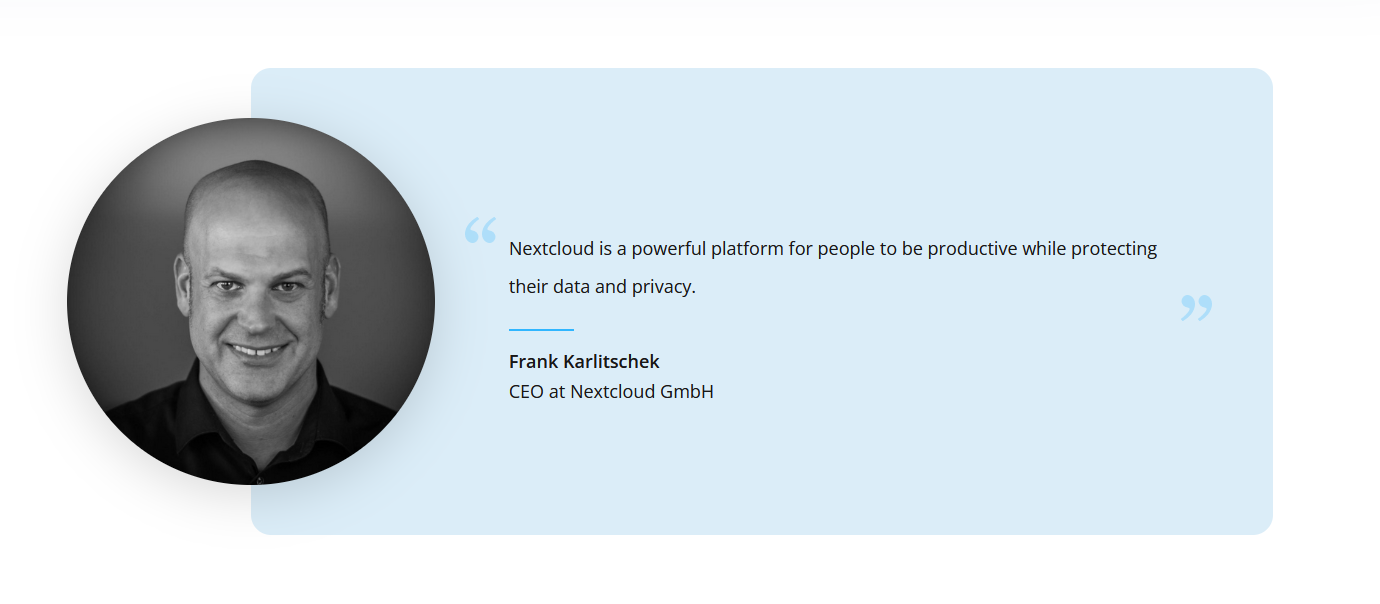 “
Nextcloud is a powerful platform for people to be productive while protecting
their data and privacy.
”
Frank Karlitschek
CEO at Nextcloud GmbH